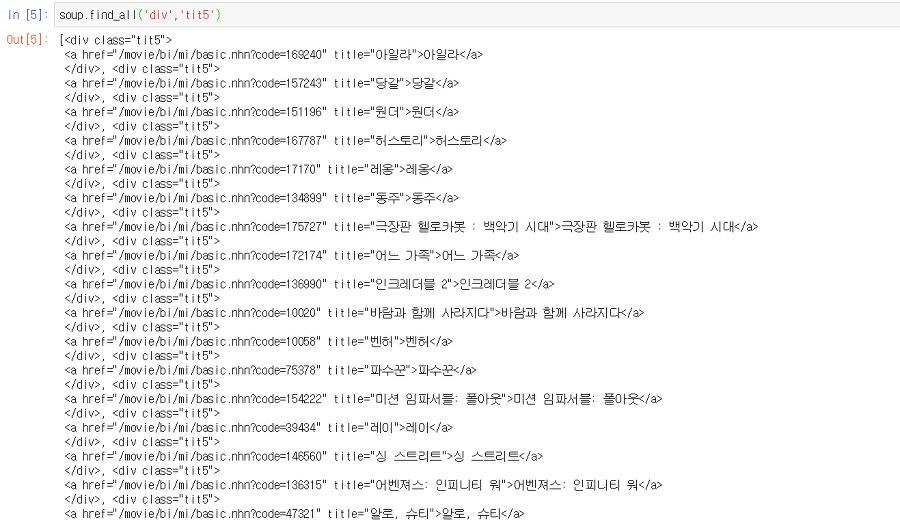 In [5]: soup.find_all('div','tit5')
Out[5]: [<div class="tit5">
<a href="/movie/bi/mi/basic.nhn?code=169240" title="아일라">아일라</a>
</div>, <div class="tit5">
<a href="/movie/bi/mi/basic.nhn?code=157243" title="당갈">당갈</a>
</div>, <div class="tit5">
<a href="/movie/bi/mi/basic.nhn?code=151196" title="원더">원더</a>
</div>, <div class="tit5">
<a href="/movie/bi/mi/basic.nhn?code=167787" title="허스토리">허스토리</a>
</div>, <div class="tit5">
<a href="/movie/bi/mi/basic.nhn?code=17170" title="레옹">레옹</a>
</div>, <div class="tit5">
<a href="/movie/bi/mi/basic.nhn?code=134899" title="동주">동주</a>
</div>, <div class="tit5">
<a href="/movie/bi/mi/basic.nhn?code=175727" title="극장판 헬로카봇 : 백악기 시대">극장판 헬로카봇 : 백악기 시대</a>
</div>, <div class="tit5">
<a href="/movie/bi/mi/basic.nhn?code=172174" title="어느 가족">어느 가족</a>
</div>, <div class="tit5">
<a href="/movie/bi/mi/basic.nhn?code=136990" title="인크레더블 2">인크레더블 2</a>
</div>, <div class="tit5">
<a href="/movie/bi/mi/basic.nhn?code=10020" title="바람과 함께 사라지다">바람과 함께 사라지다</a>
</div>, <div class="tit5">
<a href="/movie/bi/mi/basic.nhn?code=10058" title="벤허">벤허</a>
</div>, <div class="tit5">
<a href="/movie/bi/mi/basic.nhn?code=75378" title="파수꾼">파수꾼</a>
</div>, <div class="tit5">
<a href="/movie/bi/mi/basic.nhn?code=154222" title="미션 임파서블: 폴아웃">미션 임파서블: 폴아웃</a>
</div>, <div class="tit5">
<a href="/movie/bi/mi/basic.nhn?code=39434" title="레이">레이</a>
</div>, <div class="tit5">
<a href="/movie/bi/mi/basic.nhn?code=146560" title="싱 스트리트">싱 스트리트</a>
</div>, <div class="tit5">
<a href="/movie/bi/mi/basic.nhn?code=136315" title="어벤져스: 인피니티 워">어벤져스: 인피니티 워</a>
</div>, <div class="tit5">
<a href="/movie/bi/mi/basic.nhn?code=47321" title="알로, 슈티">알로, 슈티</a>